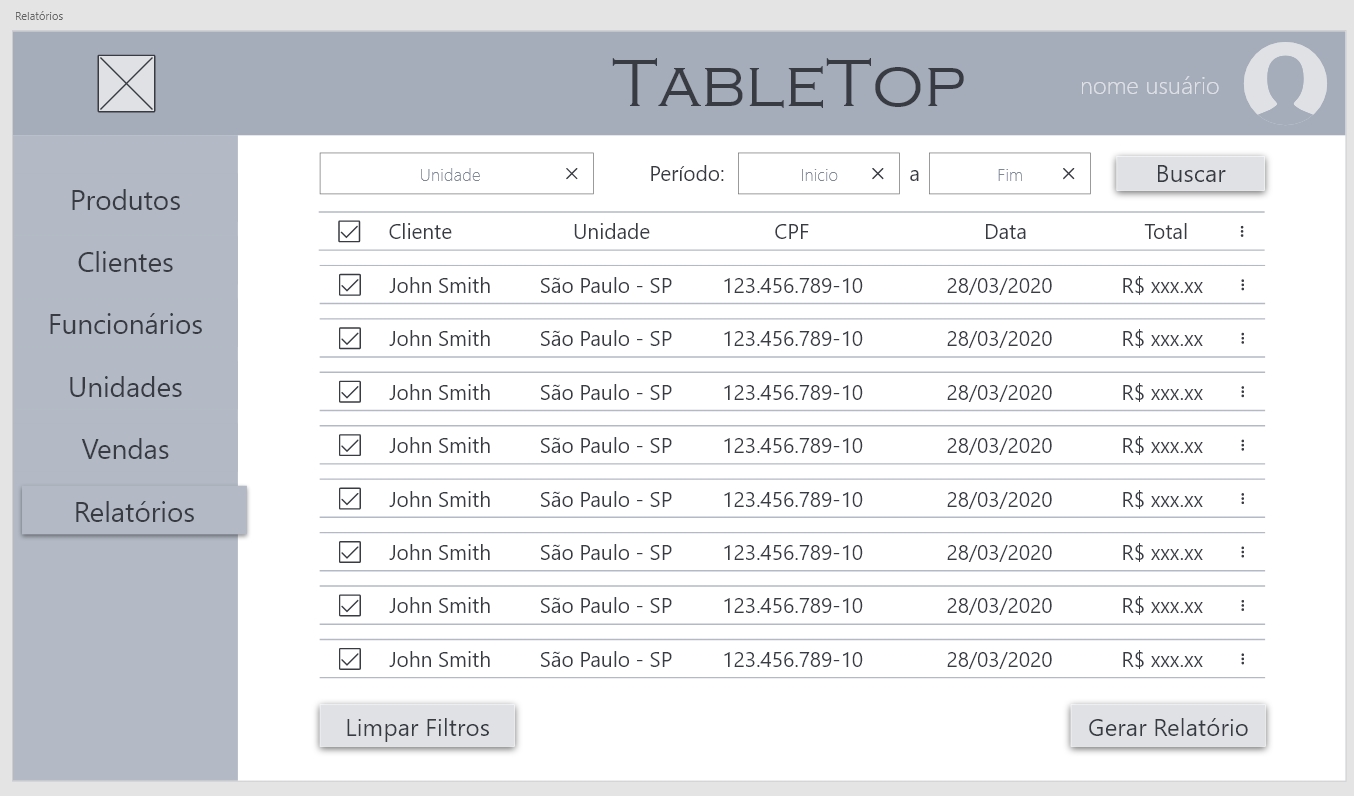 Relatórios
TableTop
nome usuário
Produtos
Clientes
Funcionários
Unidades
Vendas
Relatórios
Unidade Período: Inicio a Fim Buscar
Cliente Unidade CPF Data Total
John Smith São Paulo - SP 123.456.789-10 28/03/2020 R$ xxx.xx
John Smith São Paulo - SP 123.456.789-10 28/03/2020 R$ xxx.xx
John Smith São Paulo - SP 123.456.789-10 28/03/2020 R$ xxx.xx
John Smith São Paulo - SP 123.456.789-10 28/03/2020 R$ xxx.xx
John Smith São Paulo - SP 123.456.789-10 28/03/2020 R$ xxx.xx
John Smith São Paulo - SP 123.456.789-10 28/03/2020 R$ xxx.xx
John Smith São Paulo - SP 123.456.789-10 28/03/2020 R$ xxx.xx
John Smith São Paulo - SP 123.456.789-10 28/03/2020 R$ xxx.xx
Limpar Filtros Gerar Relatório